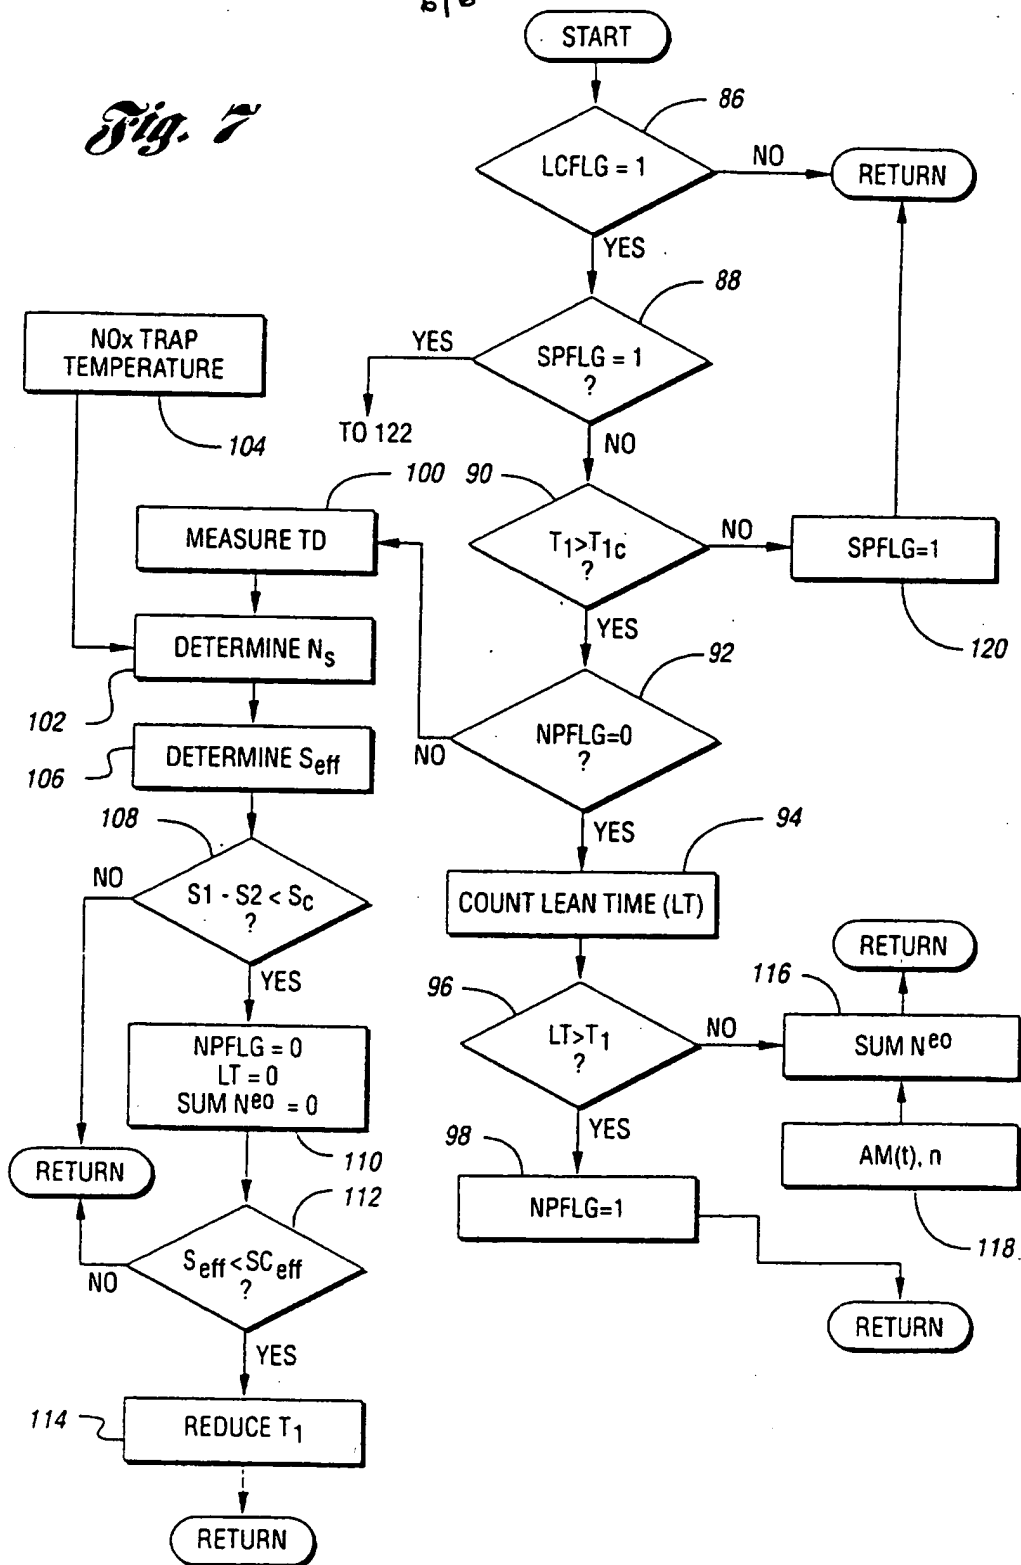 START
Fig. 7
86
LCFLG = 1
NO
RETURN
YES
88
SPFLG = 1
?
YES
TO 122
NO
NOx TRAP
TEMPERATURE
104
100
90
MEASURE TD
T1>T1c
?
NO
SPFLG=1
120
YES
DETERMINE Ns
102
92
NPFLG=0
?
NO
YES
DETERMINE Seff
106
94
COUNT LEAN TIME (LT)
108
S1 - S2 < Sc
?
NO
YES
96
LT>T1
?
NO
YES
RETURN
116
SUM Neo
AM(t), n
118
NPFLG = 0
LT = 0
SUM Neo = 0
110
RETURN
98
NPFLG=1
RETURN
112
Seff<SCeff
?
NO
YES
114
REDUCE T1
RETURN